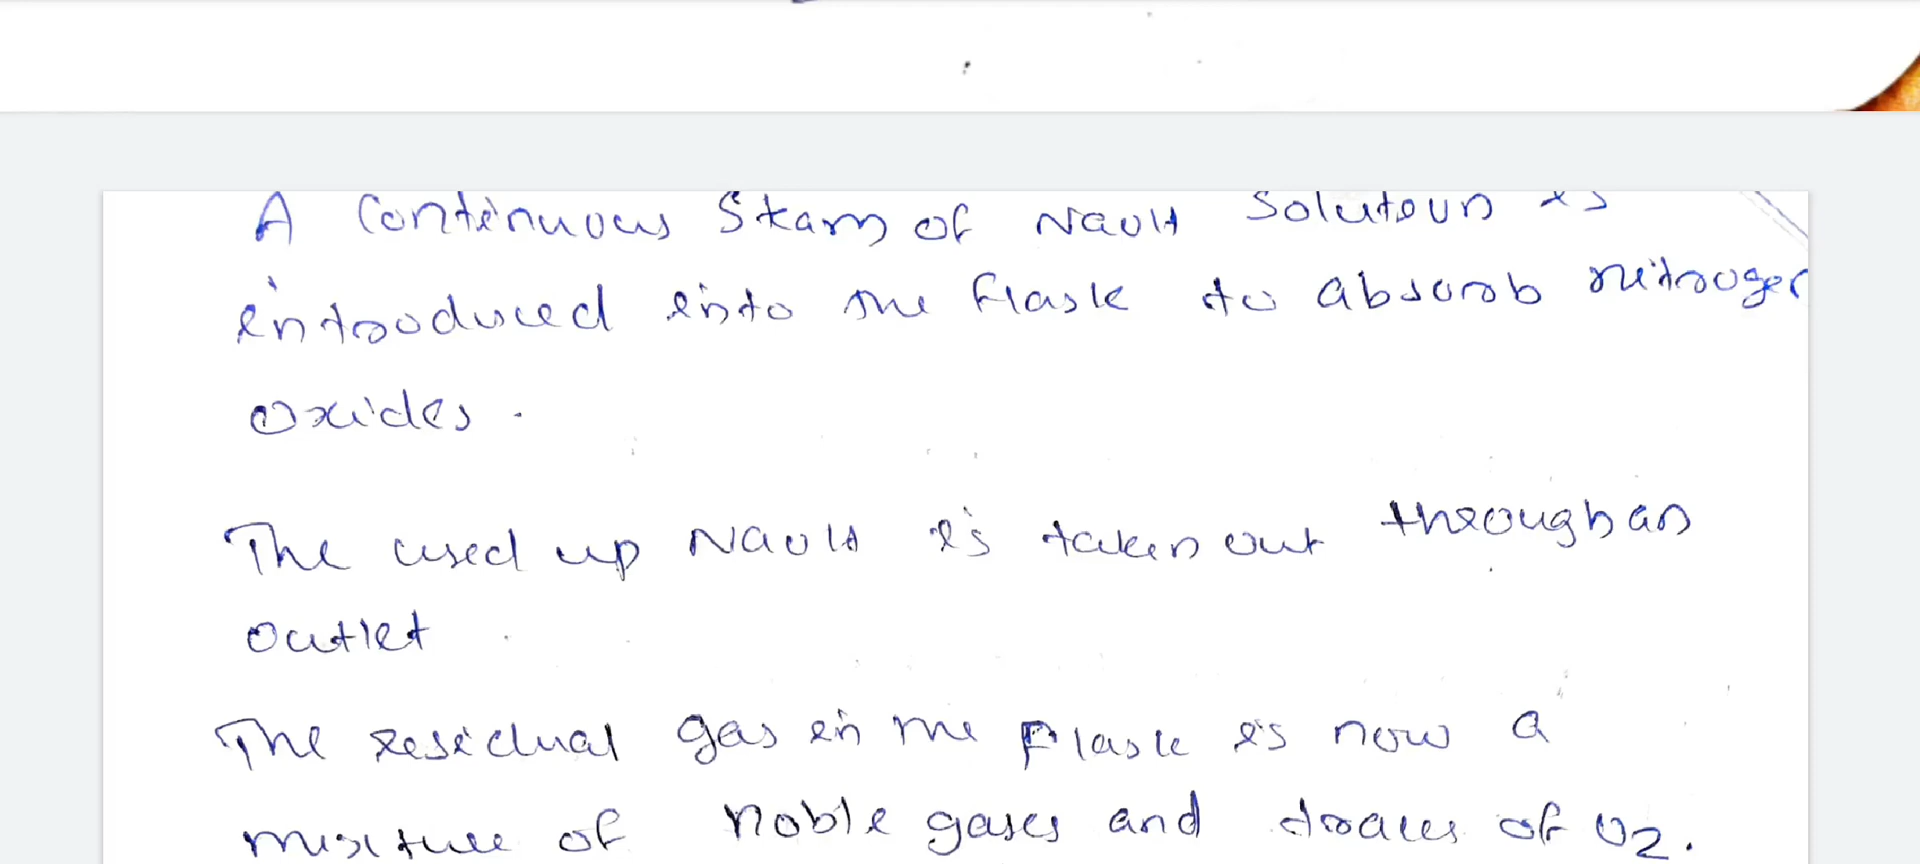 A Continuous Steam of NaOH Solution is
introduced into the flask to absorb nitrogen
oxides.
The used up NaOH is taken out through an
outlet
The residual gas in the Flask is now a
mixture of noble gases and traces of O2.